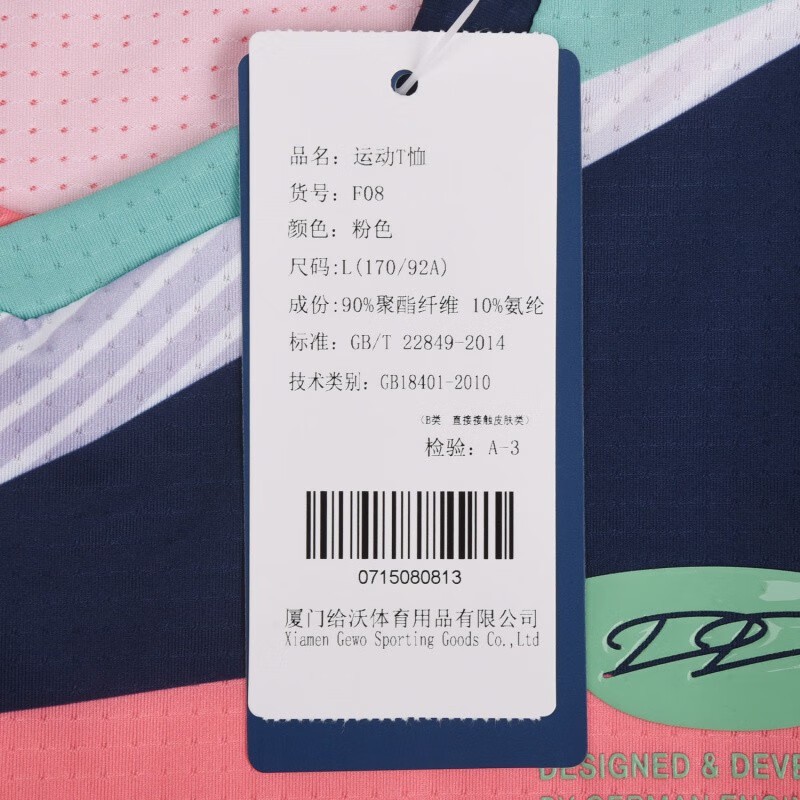 品名：运动T恤
货号：F08
颜色：粉色
尺码:L(170/92A)
成份:90%聚酯纤维 10%氨纶
标准：GB/T 22849-2014
技术类别：GB18401-2010
（B类 直接接触皮肤类）
检验：A-3
0715080813
厦门给沃体育用品有限公司
Xiamen Gewo Sporting Goods Co.,Ltd
DESIGNED & DEVE
BY GERMAN ENGIN